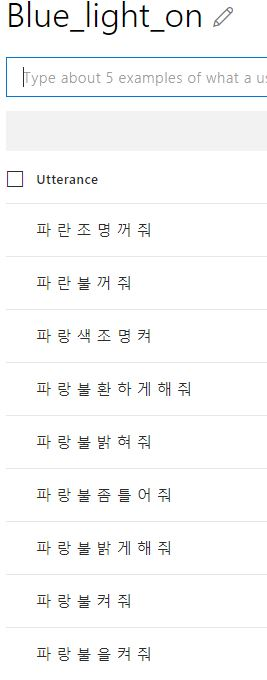 Blue_light_on
Type about 5 examples of what a us
Utterance
파 란 조 명 꺼 줘
파 란 불 꺼 줘
파 랑 색 조 명 켜
파 랑 불 환 하 게 해 줘
파 랑 불 밝 혀 줘
파 랑 불 좀 틀 어 줘
파 랑 불 밝 게 해 줘
파 랑 불 켜 줘
파 랑 불 을 켜 줘